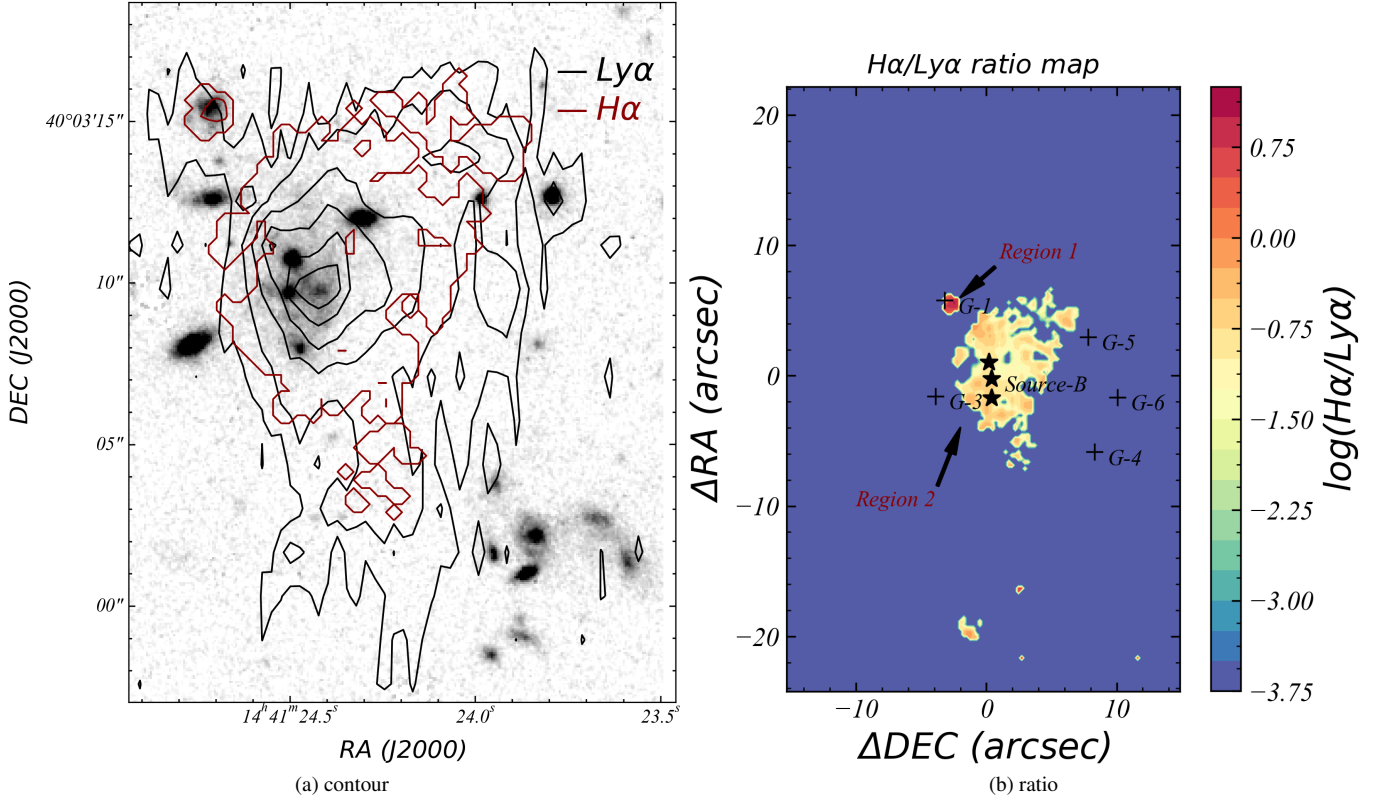 Lyα
Hα
40°03'15"
10"
05"
00"
DEC (J2000)
14ʰ41ᵐ24.5ˢ
24.0ˢ
23.5ˢ
RA (J2000)
(a) contour
Hα/Lyα ratio map
20
10
0
−10
−20
ΔRA (arcsec)
Region 1
G-1
G-5
Source-B
G-3
G-6
G-4
Region 2
−10
0
10
ΔDEC (arcsec)
0.75
0.00
−0.75
−1.50
−2.25
−3.00
−3.75
log(Hα/Lyα)
(b) ratio